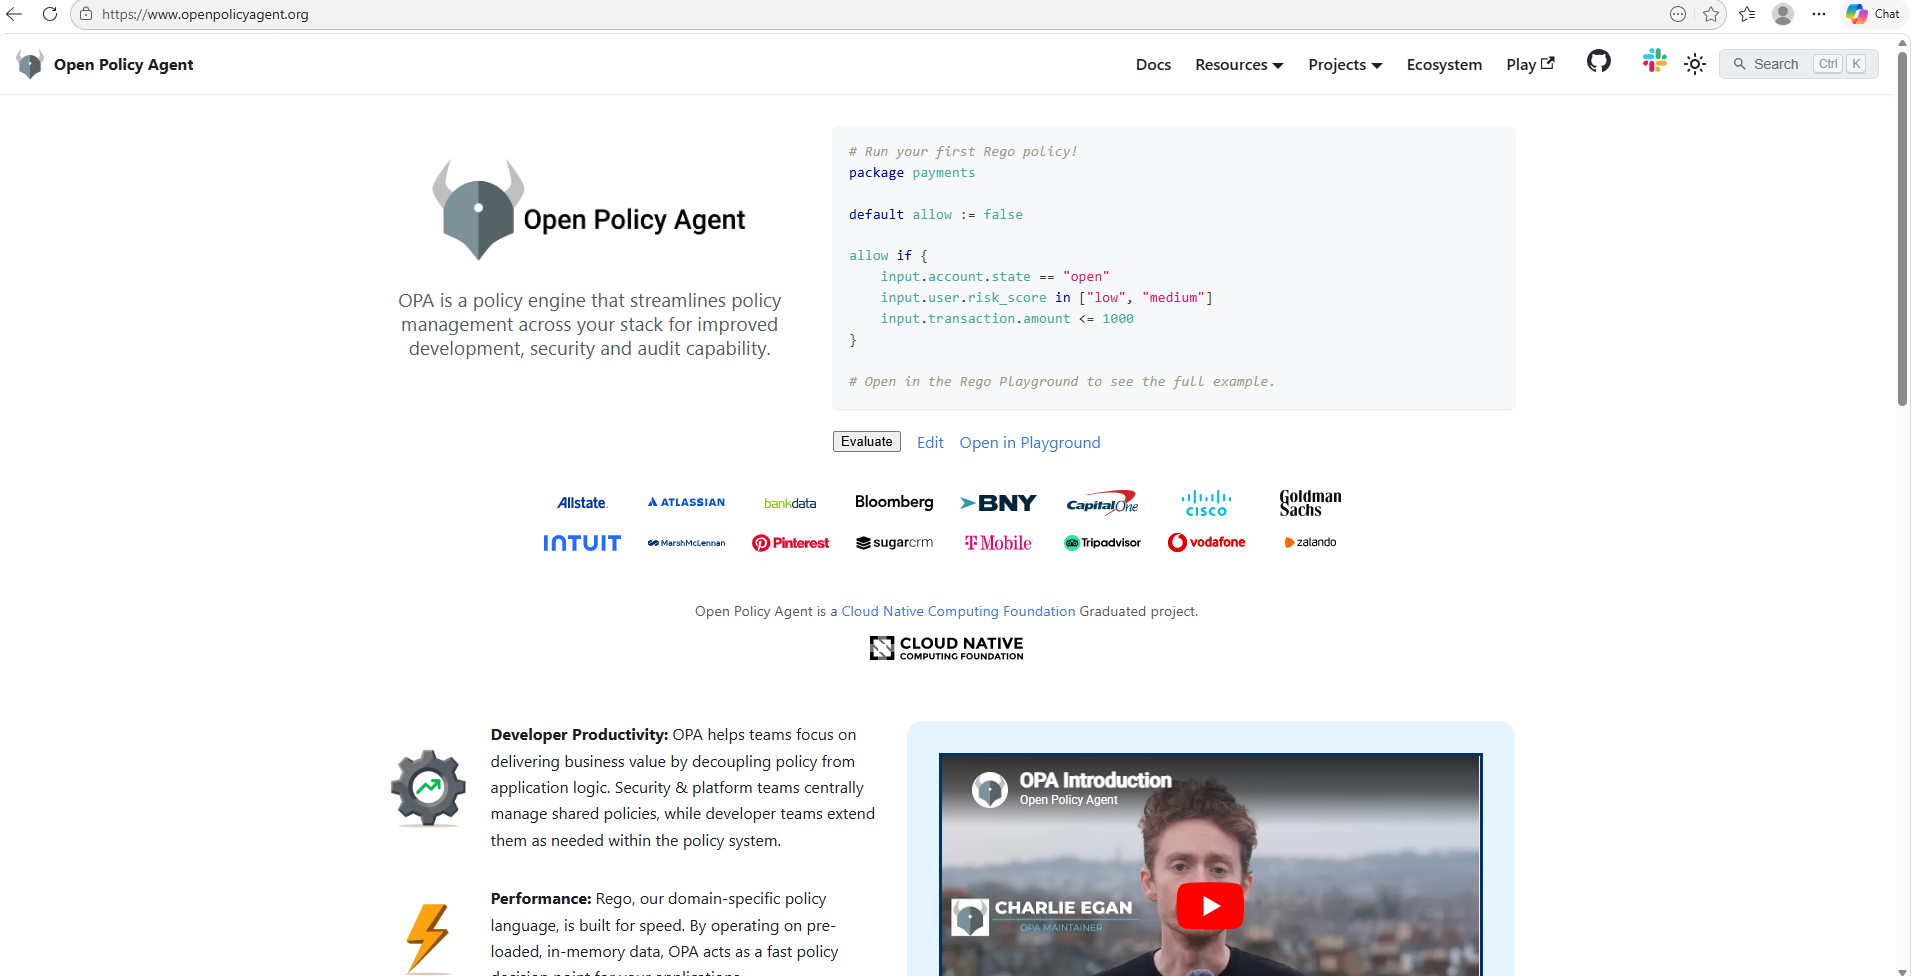 https://www.openpolicyagent.org
Chat
Open Policy Agent
Docs
Resources
Projects
Ecosystem
Play
Search
Ctrl
K
Open Policy Agent
OPA is a policy engine that streamlines policy
management across your stack for improved
development, security and audit capability.
# Run your first Rego policy!
package payments
default allow := false
allow if {
    input.account.state == "open"
    input.user.risk_score in ["low", "medium"]
    input.transaction.amount <= 1000
}
# Open in the Rego Playground to see the full example.
Evaluate
Edit
Open in Playground
Allstate.
ATLASSIAN
bankdata
Bloomberg
BNY
Capital One
CISCO
Goldman
Sachs
INTUIT
MarshMcLennan
Pinterest
sugarcrm
T Mobile
Tripadvisor
vodafone
zalando
Open Policy Agent is a Cloud Native Computing Foundation Graduated project.
CLOUD NATIVE
COMPUTING FOUNDATION
Developer Productivity: OPA helps teams focus on
delivering business value by decoupling policy from
application logic. Security & platform teams centrally
manage shared policies, while developer teams extend
them as needed within the policy system.
Performance: Rego, our domain-specific policy
language, is built for speed. By operating on pre-
loaded, in-memory data, OPA acts as a fast policy
decision point for your applications.
OPA Introduction
Open Policy Agent
CHARLIE EGAN
OPA MAINTAINER